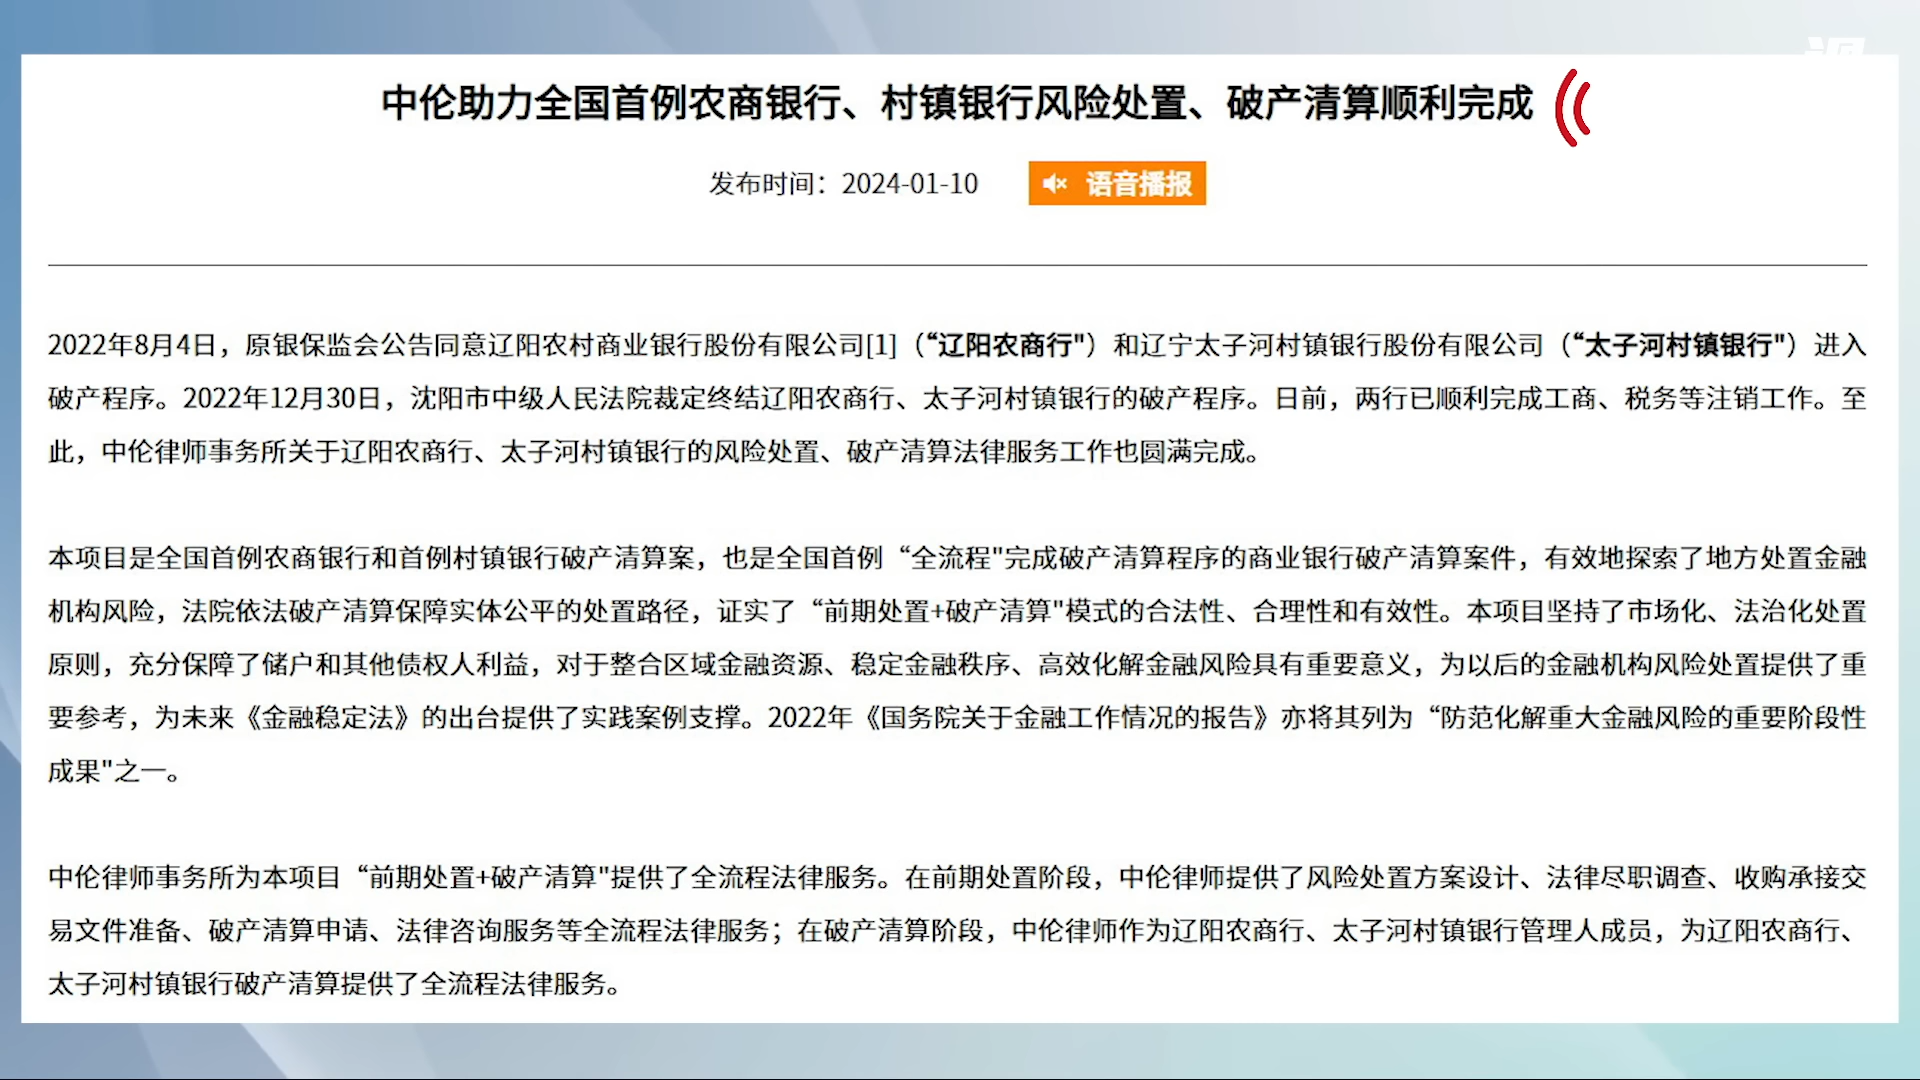 中伦助力全国首例农商银行、村镇银行风险处置、破产清算顺利完成
发布时间：2024-01-10 语音播报
2022年8月4日，原银保监会公告同意辽阳农村商业银行股份有限公司[1]（“辽阳农商行"）和辽宁太子河村镇银行股份有限公司（“太子河村镇银行"）进入
破产程序。2022年12月30日，沈阳市中级人民法院裁定终结辽阳农商行、太子河村镇银行的破产程序。日前，两行已顺利完成工商、税务等注销工作。至
此，中伦律师事务所关于辽阳农商行、太子河村镇银行的风险处置、破产清算法律服务工作也圆满完成。
本项目是全国首例农商银行和首例村镇银行破产清算案，也是全国首例“全流程"完成破产清算程序的商业银行破产清算案件，有效地探索了地方处置金融
机构风险，法院依法破产清算保障实体公平的处置路径，证实了“前期处置+破产清算"模式的合法性、合理性和有效性。本项目坚持了市场化、法治化处置
原则，充分保障了储户和其他债权人利益，对于整合区域金融资源、稳定金融秩序、高效化解金融风险具有重要意义，为以后的金融机构风险处置提供了重
要参考，为未来《金融稳定法》的出台提供了实践案例支撑。2022年《国务院关于金融工作情况的报告》亦将其列为“防范化解重大金融风险的重要阶段性
成果"之一。
中伦律师事务所为本项目“前期处置+破产清算"提供了全流程法律服务。在前期处置阶段，中伦律师提供了风险处置方案设计、法律尽职调查、收购承接交
易文件准备、破产清算申请、法律咨询服务等全流程法律服务；在破产清算阶段，中伦律师作为辽阳农商行、太子河村镇银行管理人成员，为辽阳农商行、
太子河村镇银行破产清算提供了全流程法律服务。